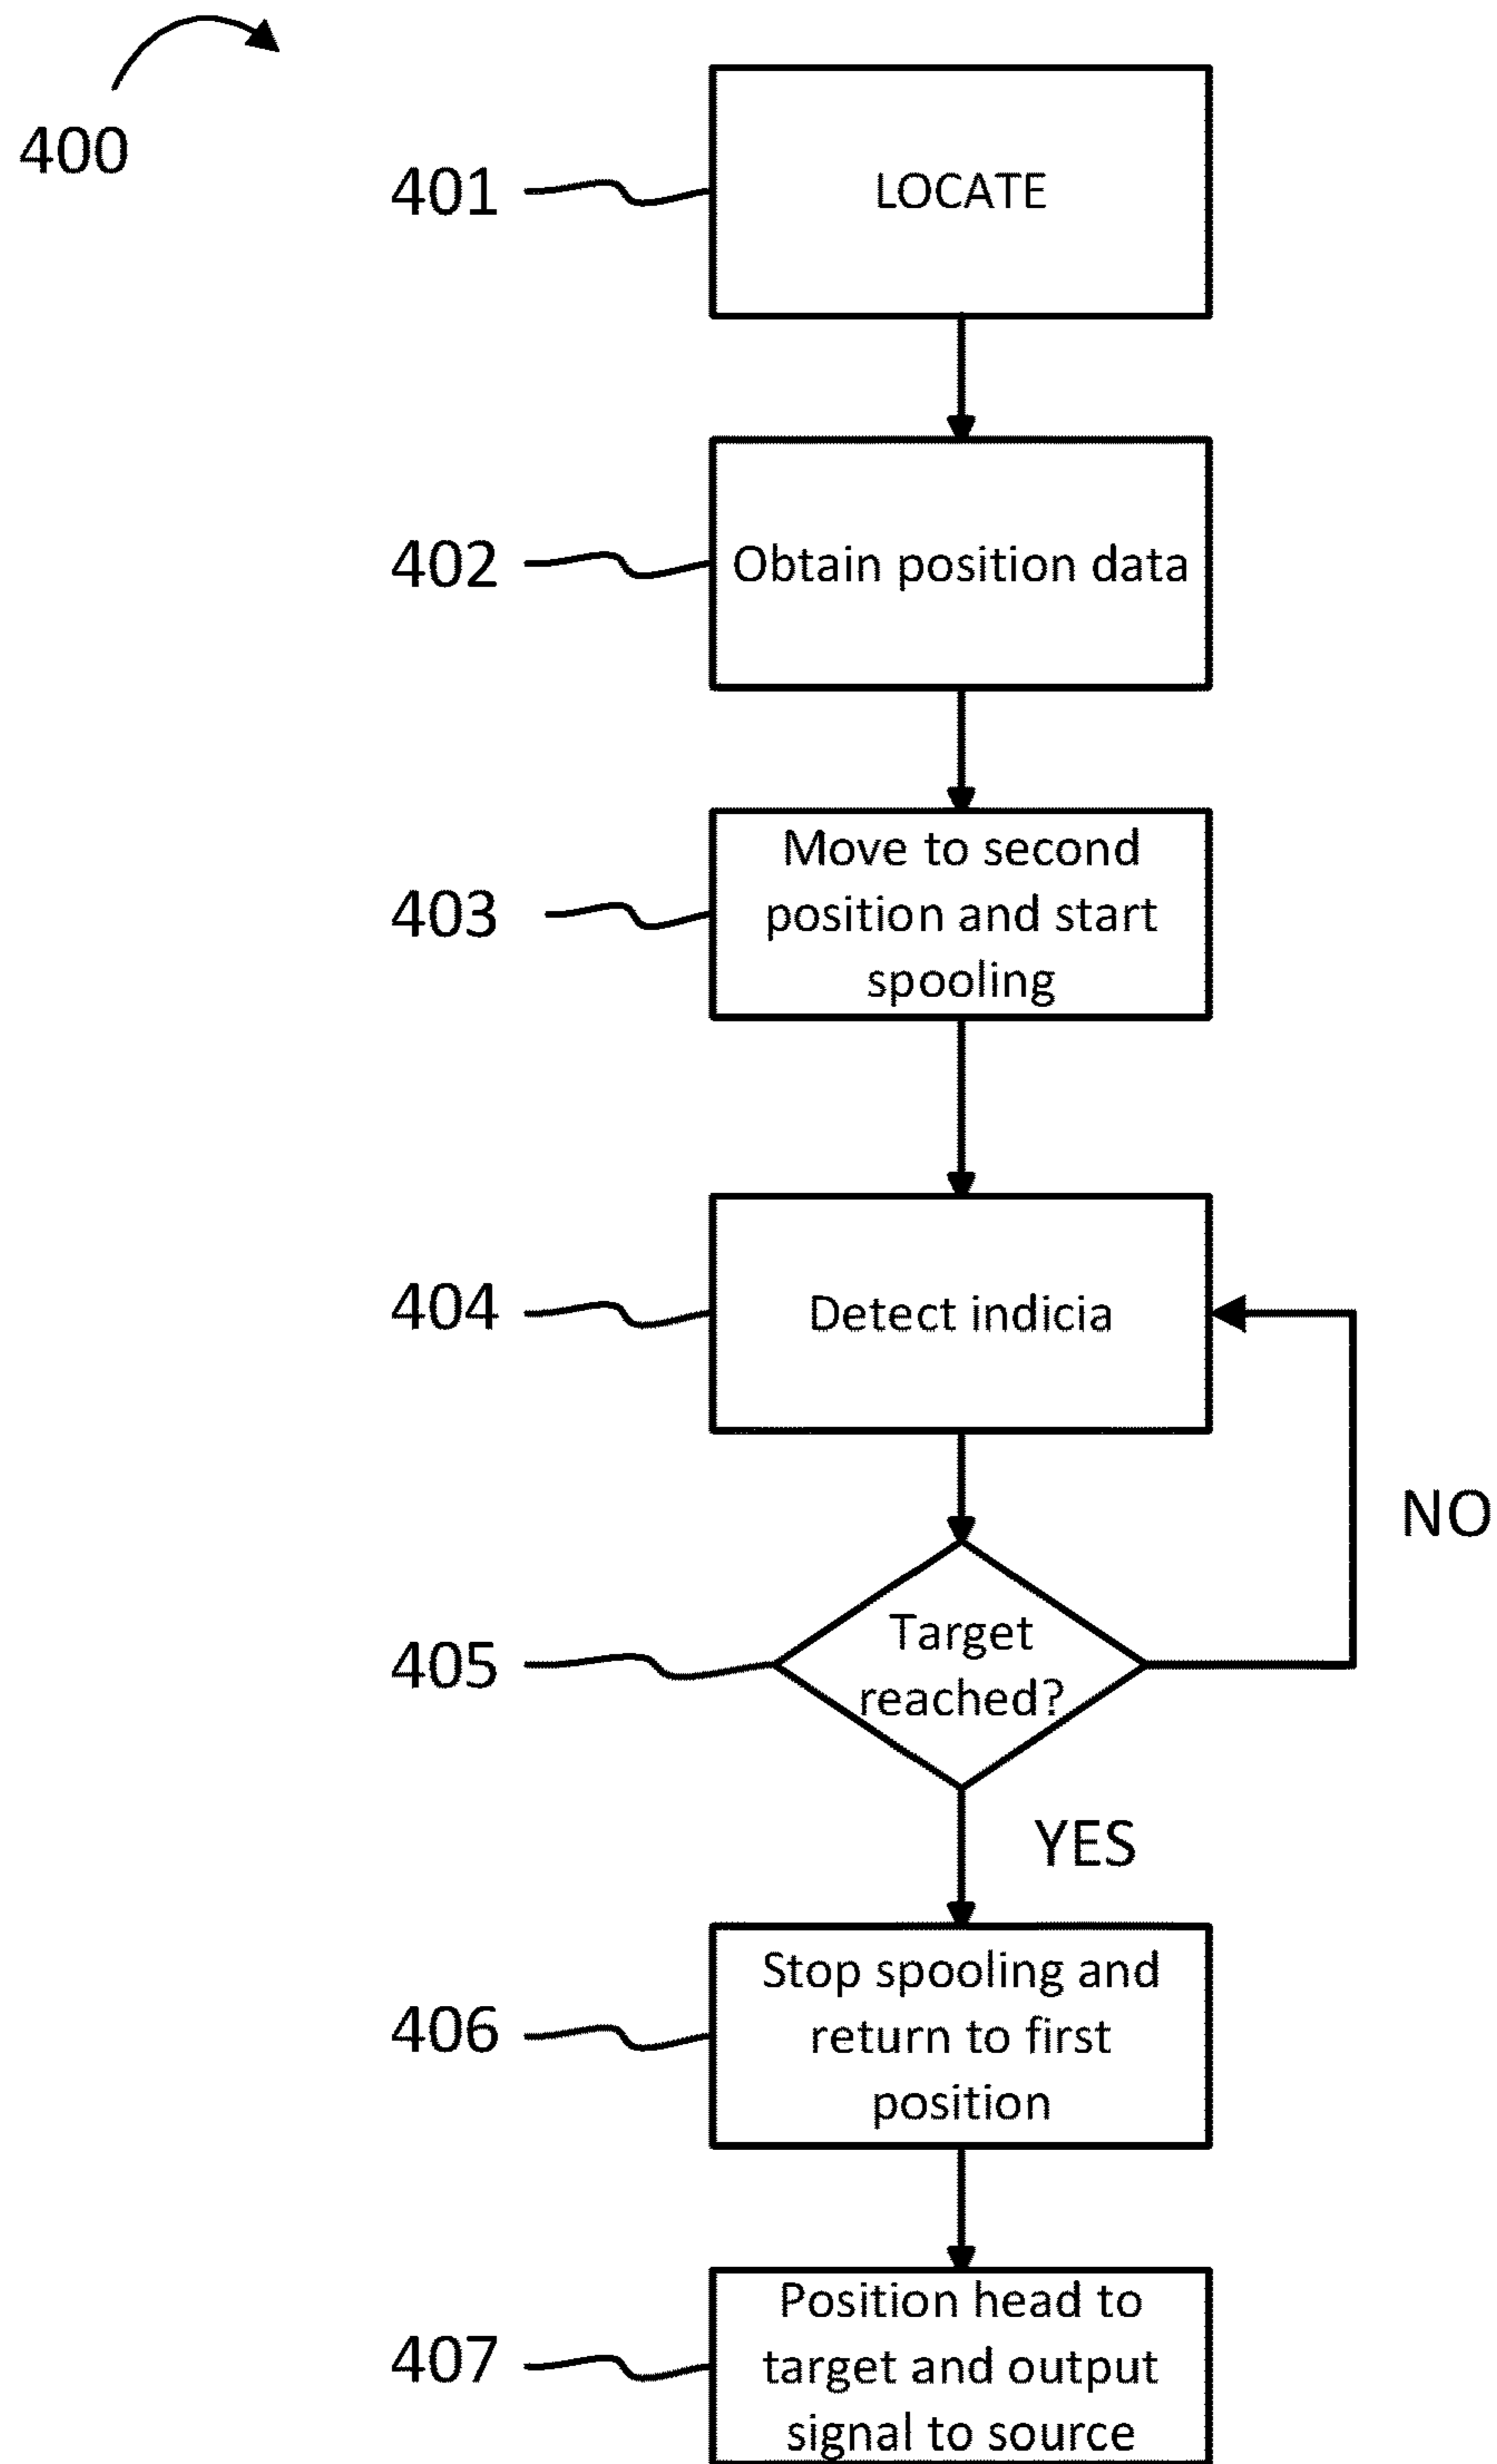 400
401
LOCATE
402
Obtain position data
403
Move to second
position and start
spooling
404
Detect indicia
NO
405
Target
reached?
YES
406
Stop spooling and
return to first
position
407
Position head to
target and output
signal to source